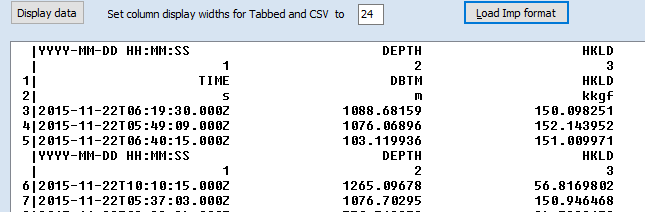 Display data Set column display widths for Tabbed and CSV to 24 Load Imp format
|YYYY-MM-DD HH:MM:SS DEPTH HKLD
| 1 2 3
1| TIME DBTM HKLD
2| s m kkgf
3|2015-11-22T06:19:30.000Z 1088.68159 150.098251
4|2015-11-22T05:49:09.000Z 1076.06896 152.143952
5|2015-11-22T06:40:15.000Z 103.119936 151.009971
|YYYY-MM-DD HH:MM:SS DEPTH HKLD
| 1 2 3
6|2015-11-22T10:10:15.000Z 1265.09678 56.8169802
7|2015-11-22T05:37:03.000Z 1076.70295 150.946468